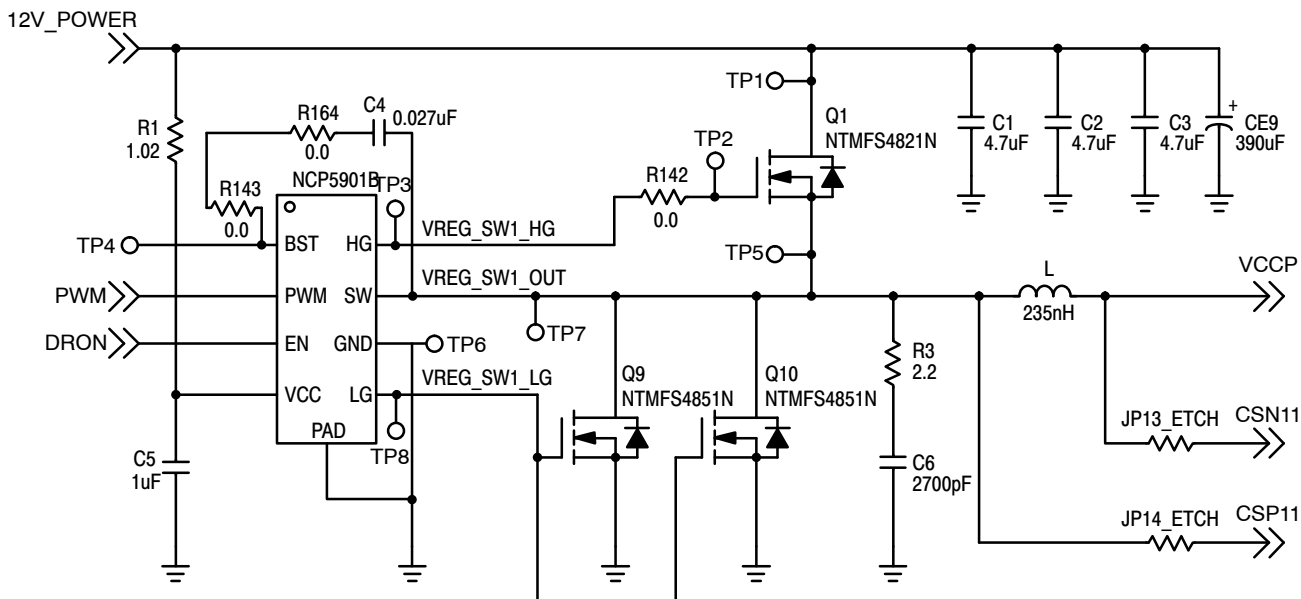 12V_POWER
TP1
R164
0.0
C4
0.027uF
R1
1.02
Q1
NTMFS4821N
C1
4.7uF
C2
4.7uF
C3
4.7uF
+
CE9
390uF
TP2
R142
0.0
R143
0.0
NCP5901B
TP3
TP4
BST
HG
VREG_SW1_HG
TP5
PWM
PWM
SW
VREG_SW1_OUT
TP7
L
235nH
VCCP
DRON
EN
GND
TP6
R3
2.2
VCC
LG
VREG_SW1_LG
TP8
Q9
NTMFS4851N
Q10
NTMFS4851N
PAD
C5
1uF
C6
2700pF
JP13_ETCH
CSN11
JP14_ETCH
CSP11